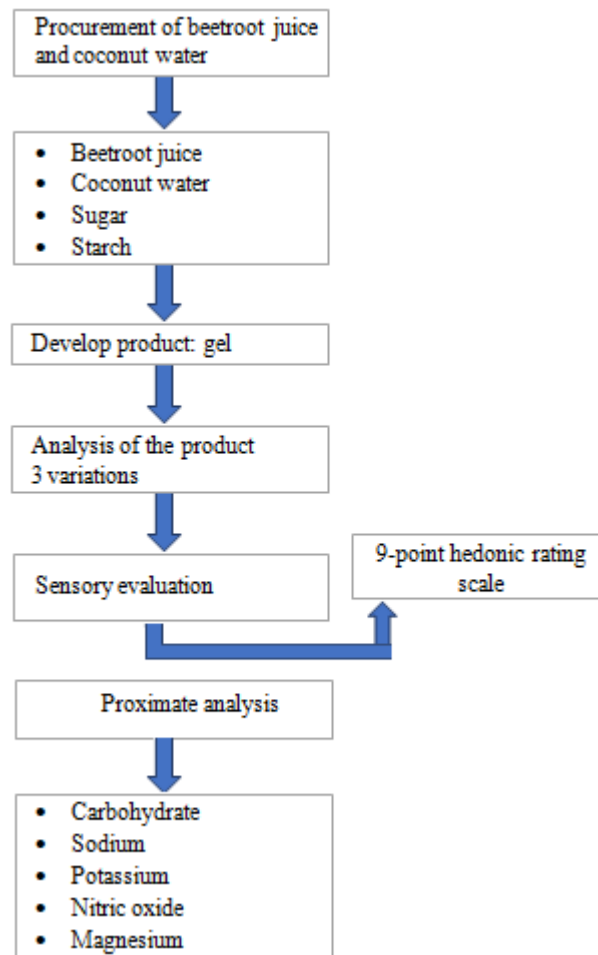 Procurement of beetroot juice
and coconut water
• Beetroot juice
• Coconut water
• Sugar
• Starch
Develop product: gel
Analysis of the product
3 variations
Sensory evaluation
9-point hedonic rating
scale
Proximate analysis
• Carbohydrate
• Sodium
• Potassium
• Nitric oxide
• Magnesium